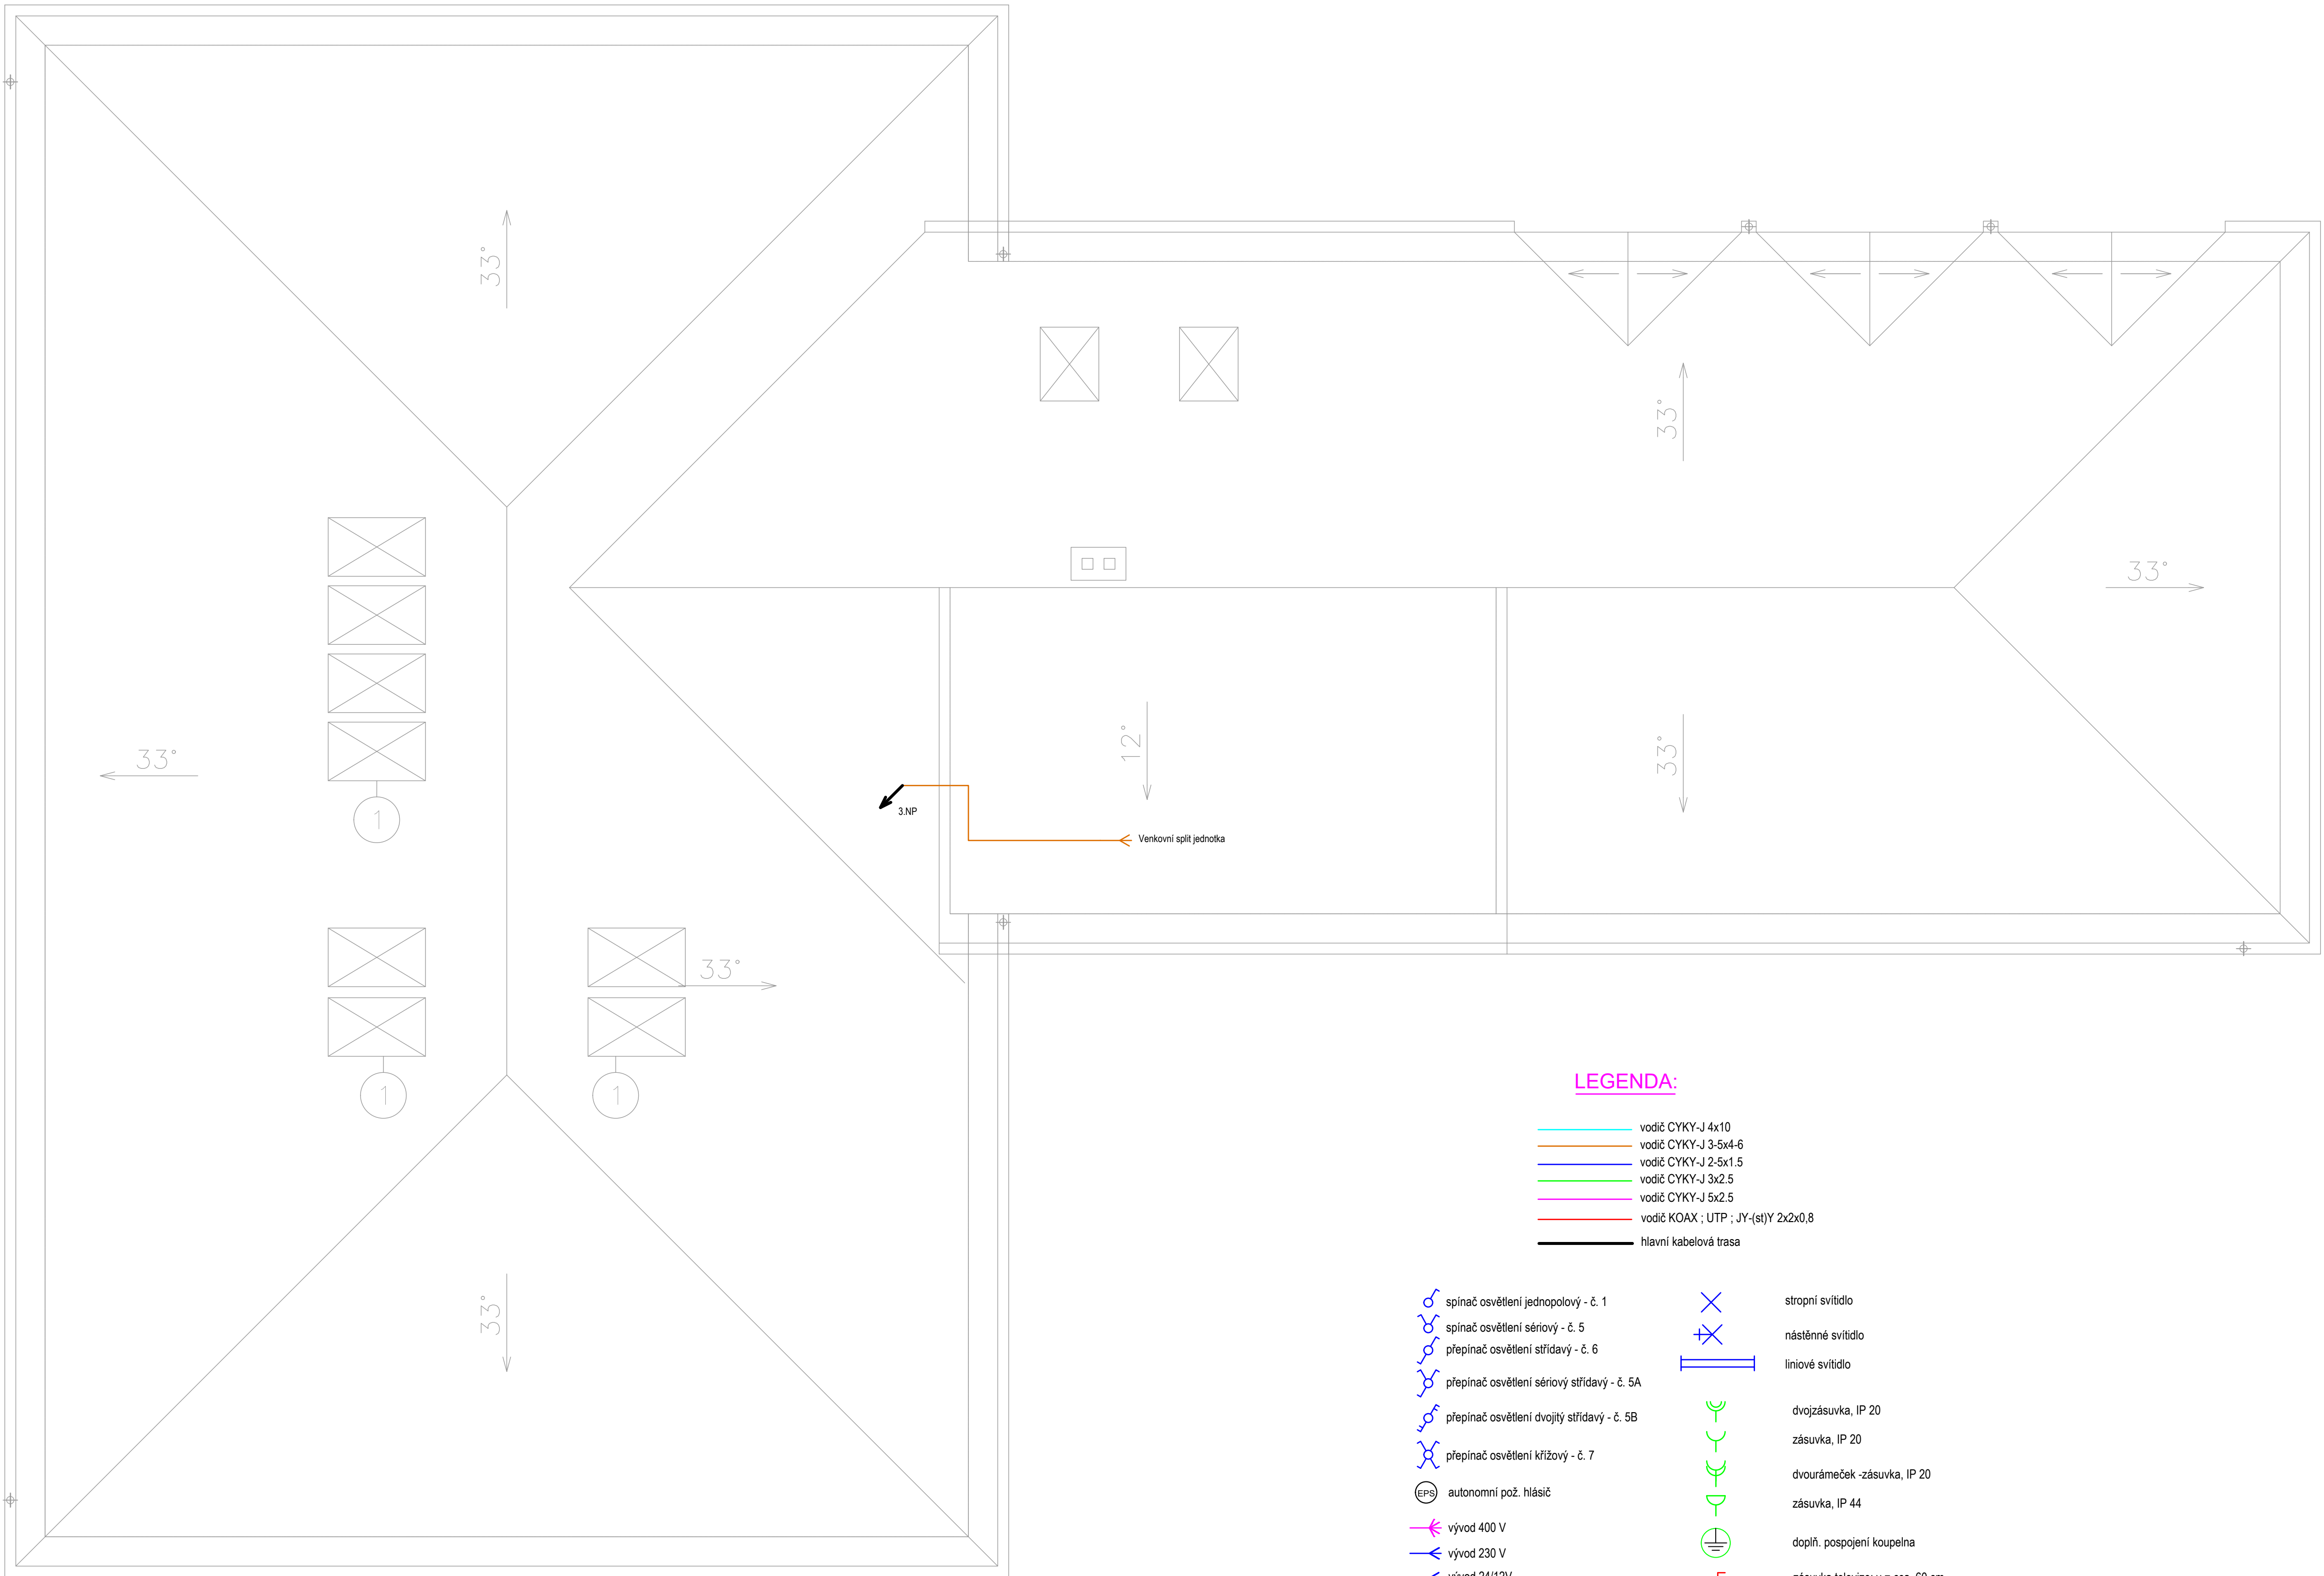 33°
33°
33°
33°
12°
33°
33°
1
3.NP
Venkovní split jednotka
33°
1
1
33°
LEGENDA:
vodič CYKY-J 4x10
vodič CYKY-J 3-5x4-6
vodič CYKY-J 2-5x1.5
vodič CYKY-J 3x2.5
vodič CYKY-J 5x2.5
vodič KOAX ; UTP ; JY-(st)Y 2x2x0,8
hlavní kabelová trasa
spínač osvětlení jednopolový - č. 1
spínač osvětlení sériový - č. 5
přepínač osvětlení střídavý - č. 6
přepínač osvětlení sériový střídavý - č. 5A
přepínač osvětlení dvojitý střídavý - č. 5B
přepínač osvětlení křížový - č. 7
EPS autonomní pož. hlásič
vývod 400 V
vývod 230 V
vývod 24/12V
stropní svítidlo
nástěnné svítidlo
liniové svítidlo
dvojzásuvka, IP 20
zásuvka, IP 20
dvourámeček -zásuvka, IP 20
zásuvka, IP 44
doplň. pospojení koupelna